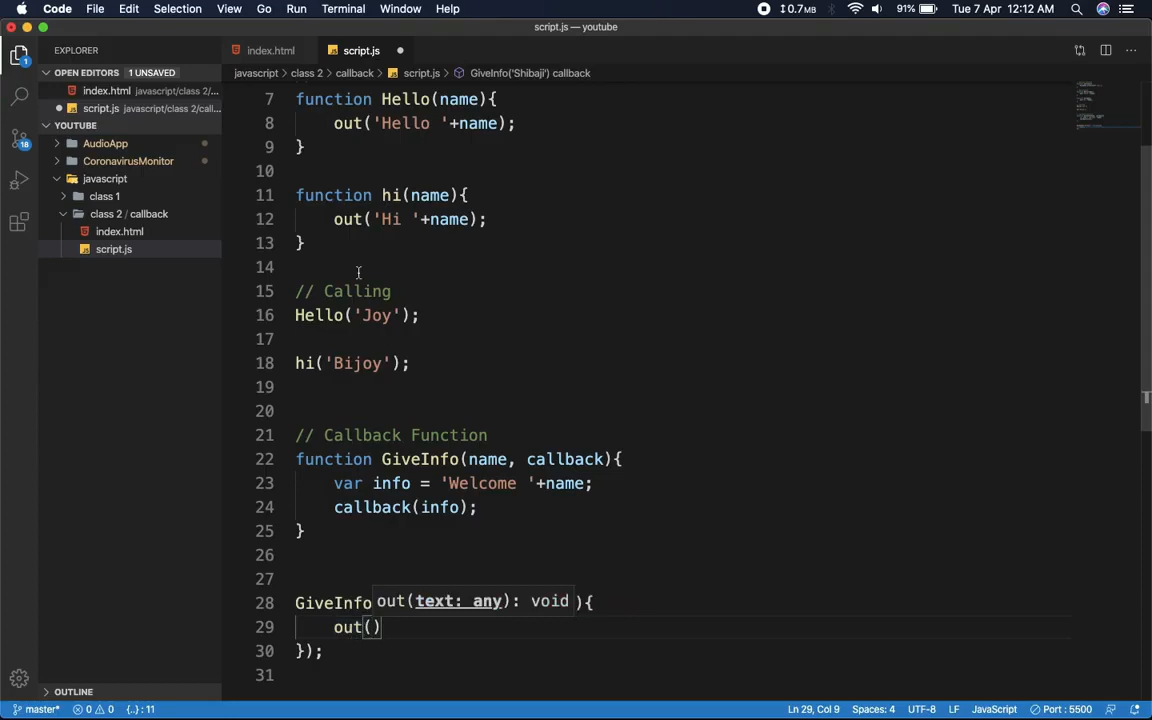 Code File Edit Selection View Go Run Terminal Window Help 0.7MB 91% Tue 7 Apr 12:12 AM
script.js — youtube
EXPLORER index.html script.js
OPEN EDITORS 1 UNSAVED javascript > class 2 > callback > script.js > GiveInfo('Shibaji') callback
index.html javascript/class 2/...
script.js javascript/class 2/call...
YOUTUBE
AudioApp
CoronavirusMonitor
javascript
class 1
class 2 / callback
index.html
script.js
1
18
7 function Hello(name){
8 out('Hello '+name);
9 }
10
11 function hi(name){
12 out('Hi '+name);
13 }
14
15 // Calling
16 Hello('Joy');
17
18 hi('Bijoy');
19
20
21 // Callback Function
22 function GiveInfo(name, callback){
23 var info = 'Welcome '+name;
24 callback(info);
25 }
26
27
28 GiveInfo out(text: any): void ){
29 out()
30 });
31
OUTLINE
master* 0 0 {..} : 11 Ln 29, Col 9 Spaces: 4 UTF-8 LF JavaScript Port : 5500